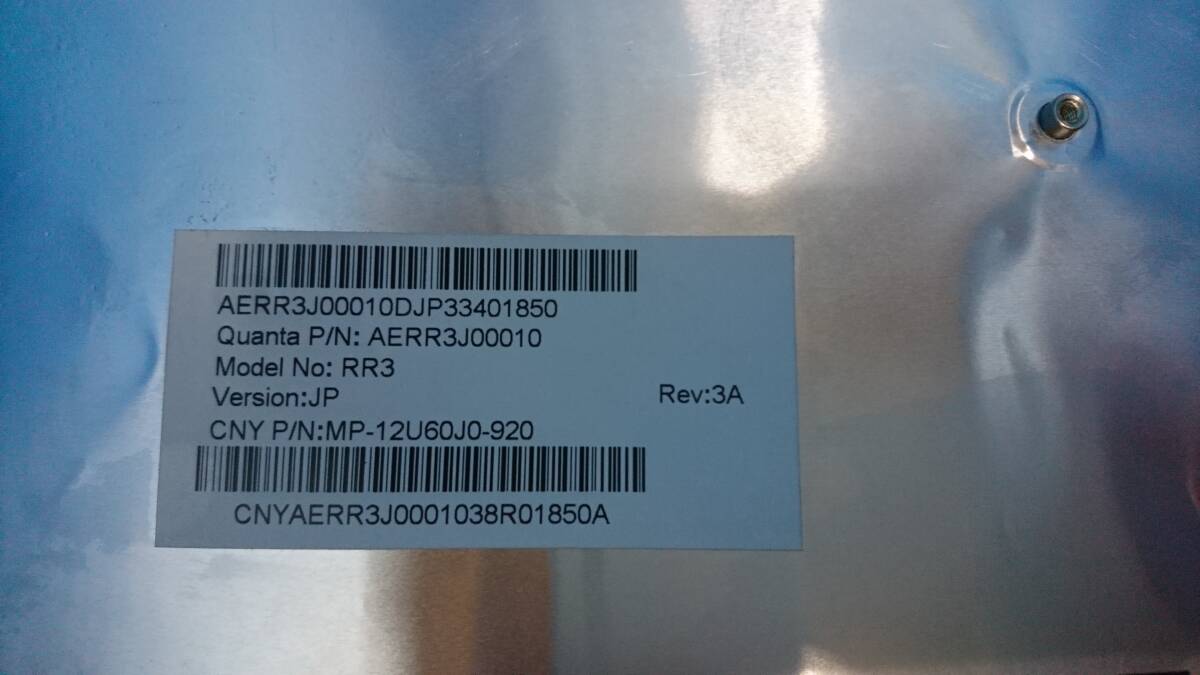 AERR3J00010DJP33401850
Quanta P/N: AERR3J00010
Model No: RR3
Version:JP Rev:3A
CNY P/N:MP-12U60J0-920
CNYAERR3J0001038R01850A